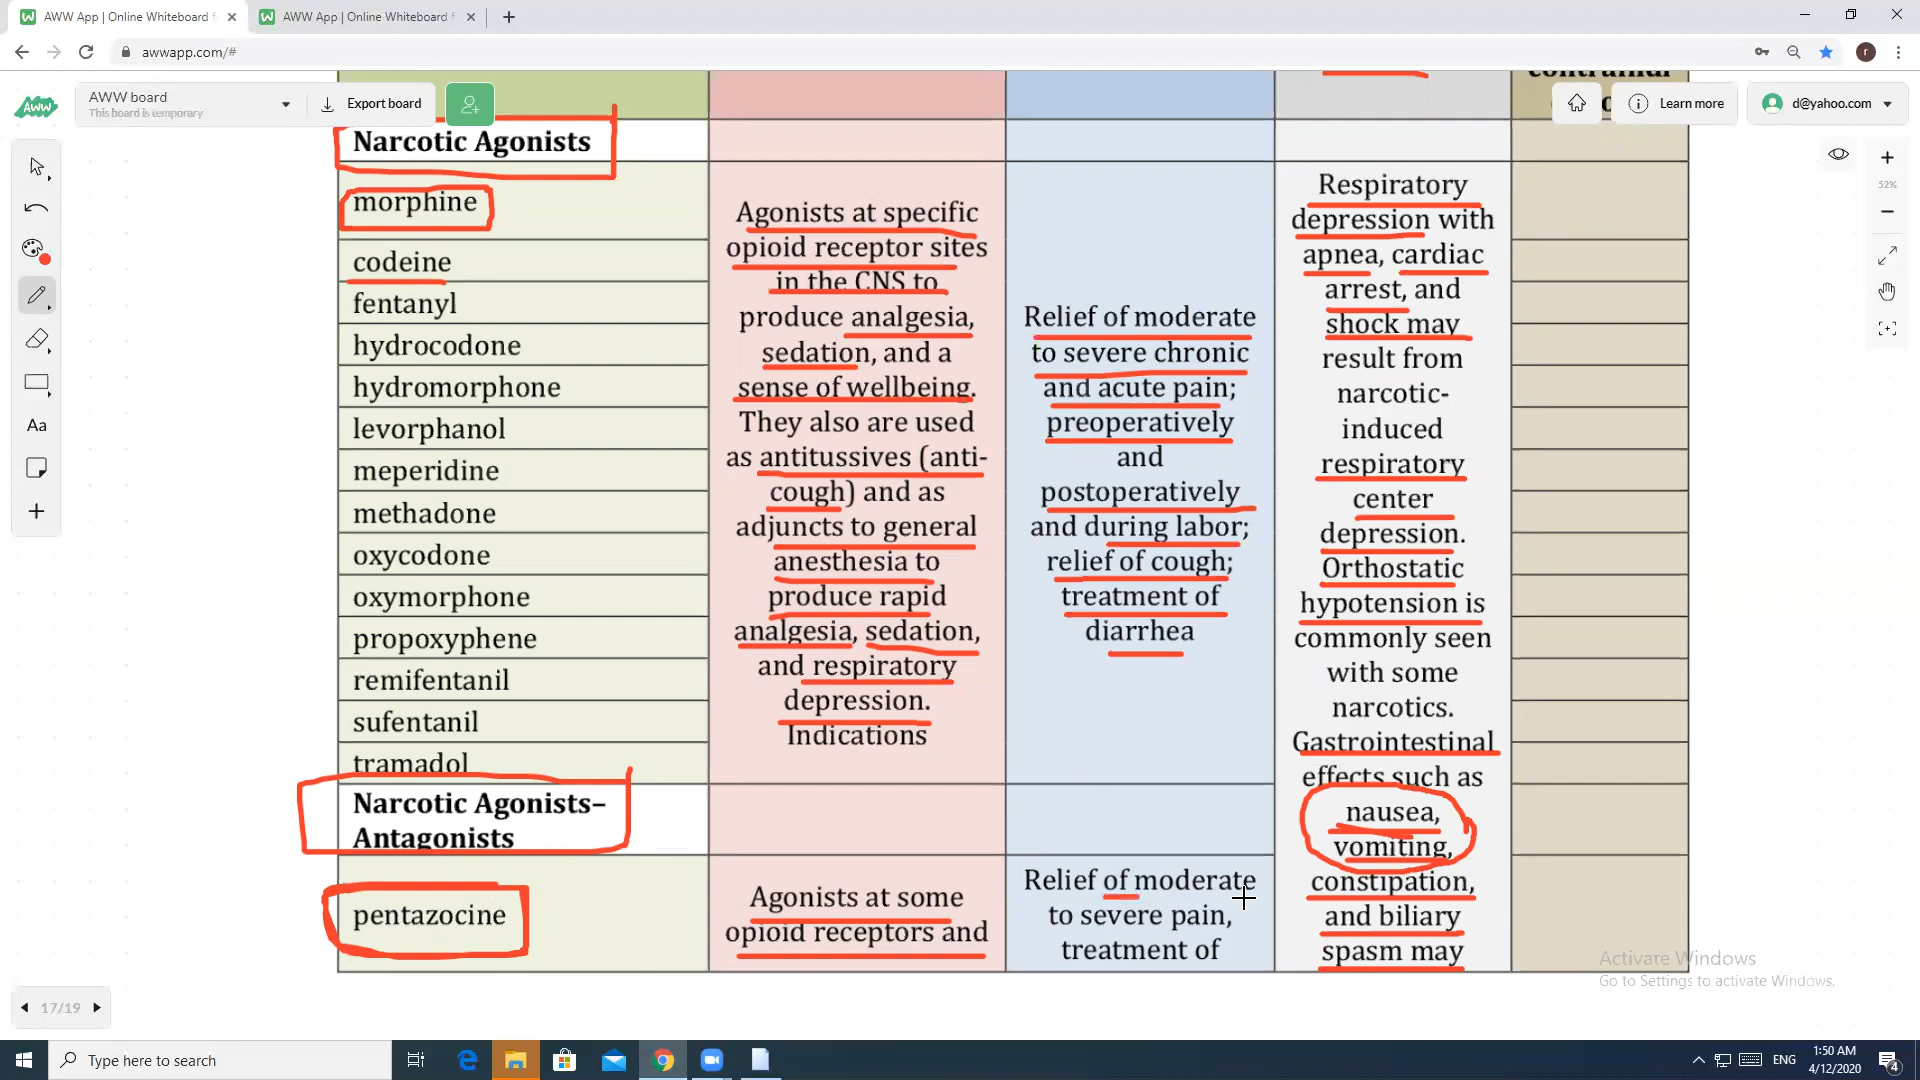 AWW App | Online Whiteboard f
AWW App | Online Whiteboard f
awwapp.com/#
r
AWW
AWW board
This board is temporary
Export board
Learn more
d@yahoo.com
52%
Aa
Narcotic Agonists
morphine
codeine
fentanyl
hydrocodone
hydromorphone
levorphanol
meperidine
methadone
oxycodone
oxymorphone
propoxyphene
remifentanil
sufentanil
tramadol
Agonists at specific
opioid receptor sites
in the CNS to
produce analgesia,
sedation, and a
sense of wellbeing.
They also are used
as antitussives (anti-
cough) and as
adjuncts to general
anesthesia to
produce rapid
analgesia, sedation,
and respiratory
depression.
Indications
Relief of moderate
to severe chronic
and acute pain;
preoperatively
and
postoperatively
and during labor;
relief of cough;
treatment of
diarrhea
Respiratory
depression with
apnea, cardiac
arrest, and
shock may
result from
narcotic-
induced
respiratory
center
depression.
Orthostatic
hypotension is
commonly seen
with some
narcotics.
Gastrointestinal
effects such as
nausea,
vomiting,
constipation,
and biliary
spasm may
Narcotic Agonists–
Antagonists
pentazocine
Agonists at some
opioid receptors and
Relief of moderate
to severe pain,
treatment of
Activate Windows
Go to Settings to activate Windows.
17/19
Type here to search
ENG
1:50 AM
4/12/2020
4